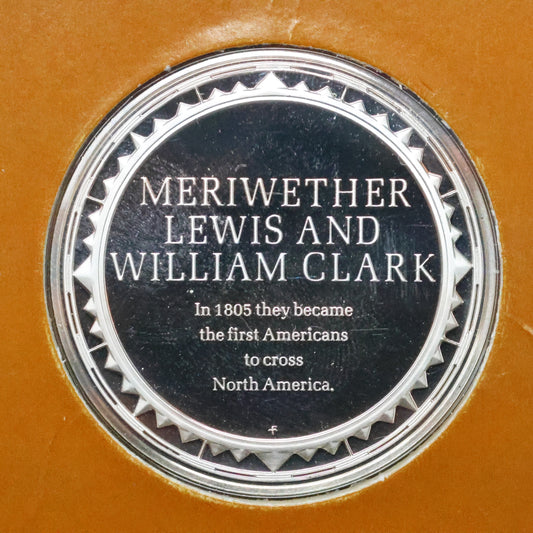 MERIWETHER
LEWIS AND
WILLIAM CLARK
In 1805 they became
the first Americans
to cross
North America.